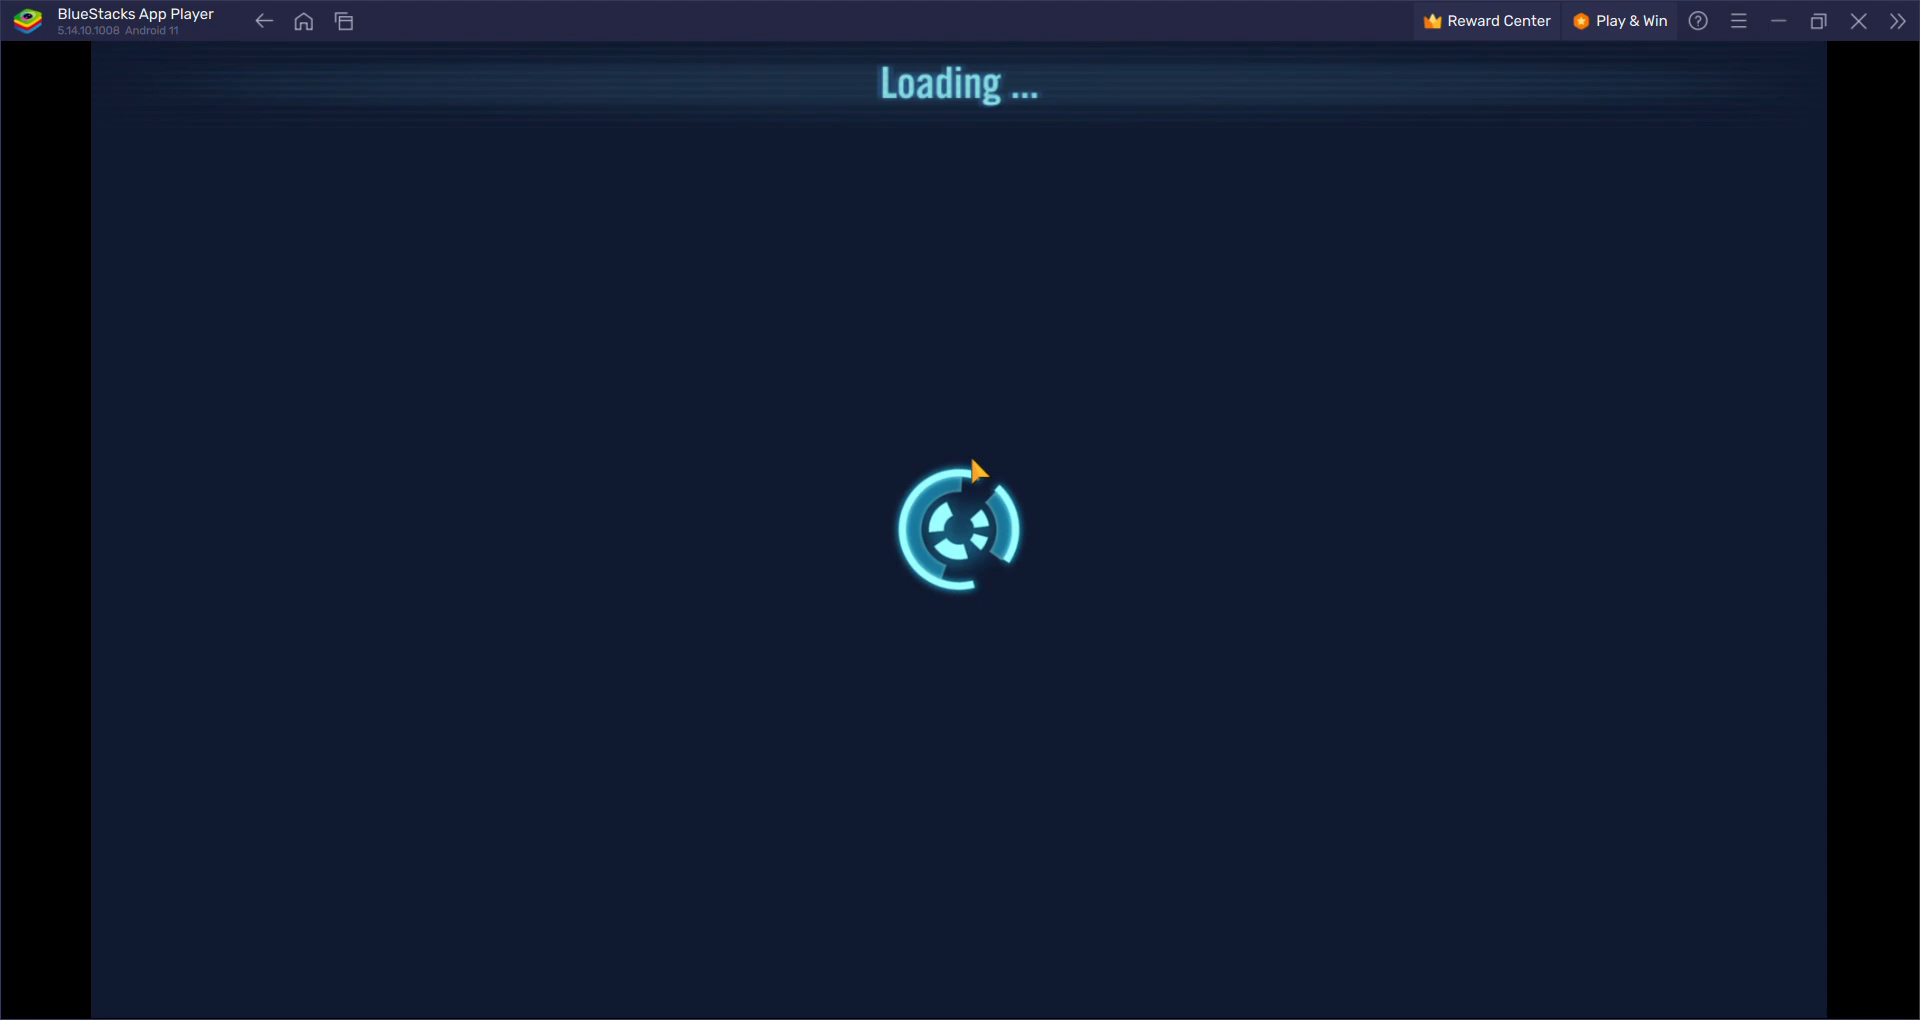 BlueStacks App Player
5.14.10.1008 Android 11
Reward Center
Play & Win
Loading ...